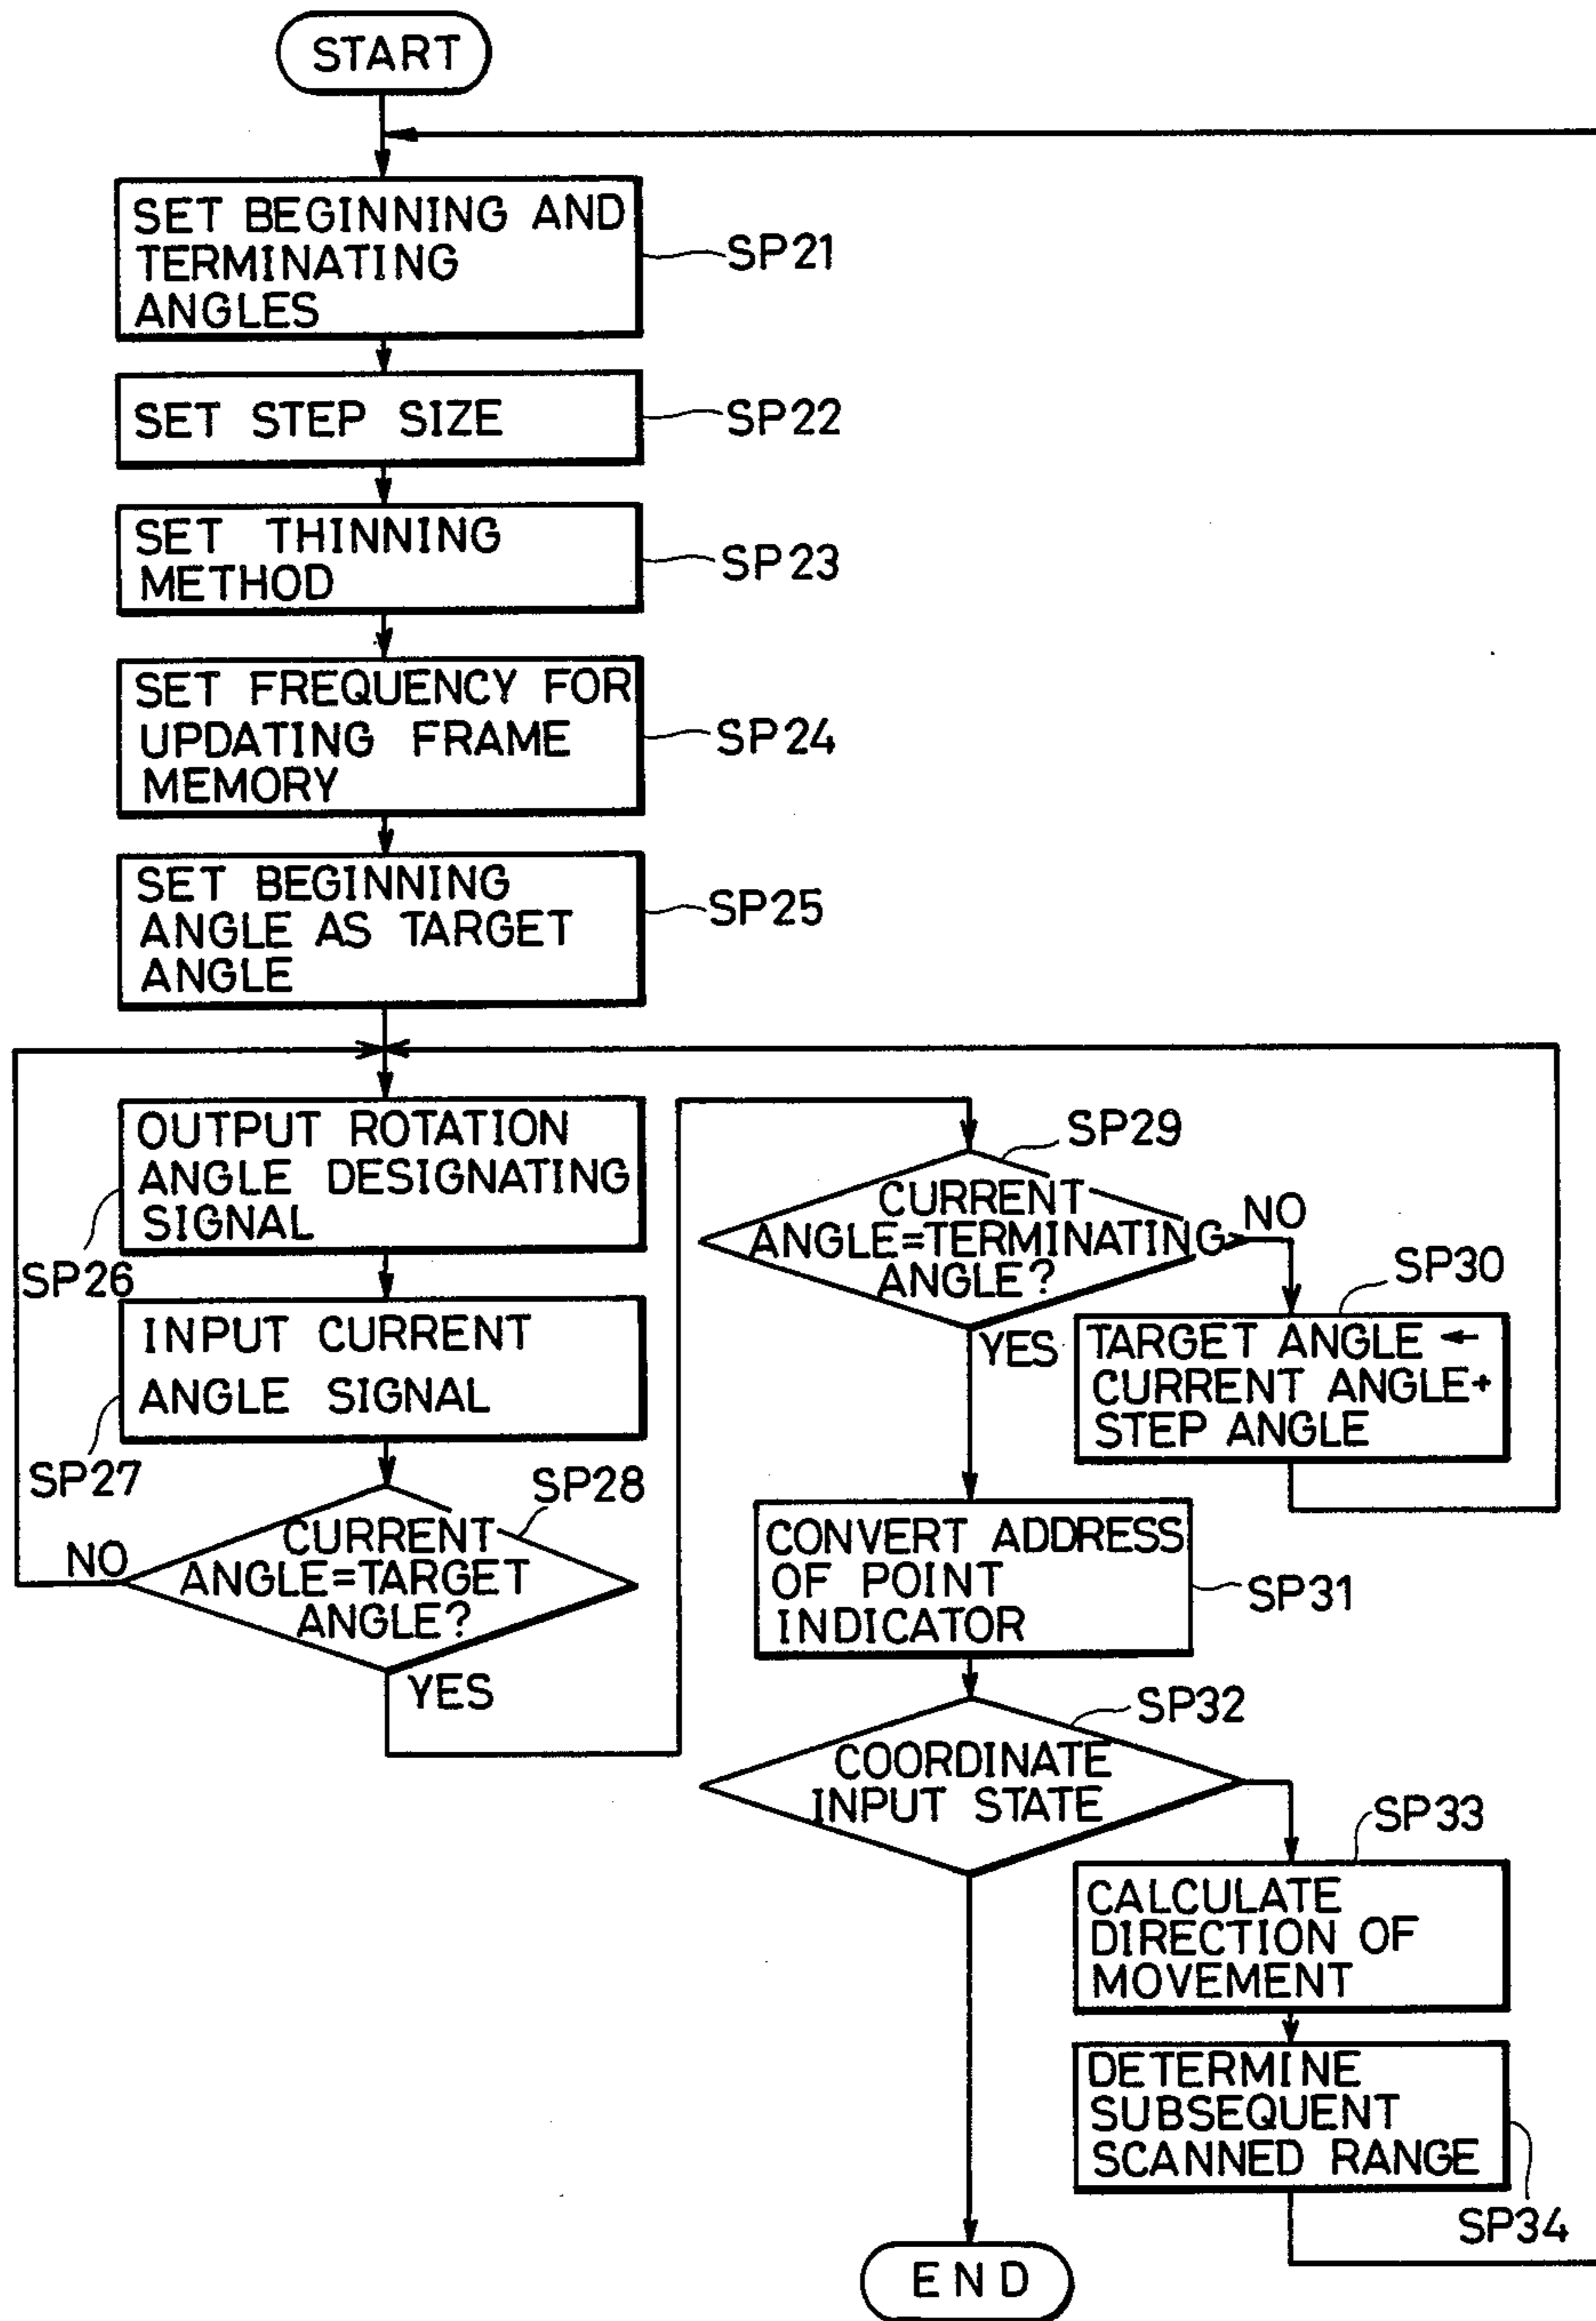 START
SET BEGINNING AND
TERMINATING
ANGLES
SP21
SET STEP SIZE
SP22
SET THINNING
METHOD
SP23
SET FREQUENCY FOR
UPDATING FRAME
MEMORY
SP24
SET BEGINNING
ANGLE AS TARGET
ANGLE
SP25
OUTPUT ROTATION
ANGLE DESIGNATING
SIGNAL
SP26
INPUT CURRENT
ANGLE SIGNAL
SP27
SP28
CURRENT
ANGLE=TARGET
ANGLE?
NO
YES
SP29
CURRENT
ANGLE=TERMINATING
ANGLE?
NO
YES
SP30
TARGET ANGLE ←
CURRENT ANGLE+
STEP ANGLE
CONVERT ADDRESS
OF POINT
INDICATOR
SP31
SP32
COORDINATE
INPUT STATE
SP33
CALCULATE
DIRECTION OF
MOVEMENT
DETERMINE
SUBSEQUENT
SCANNED RANGE
SP34
END